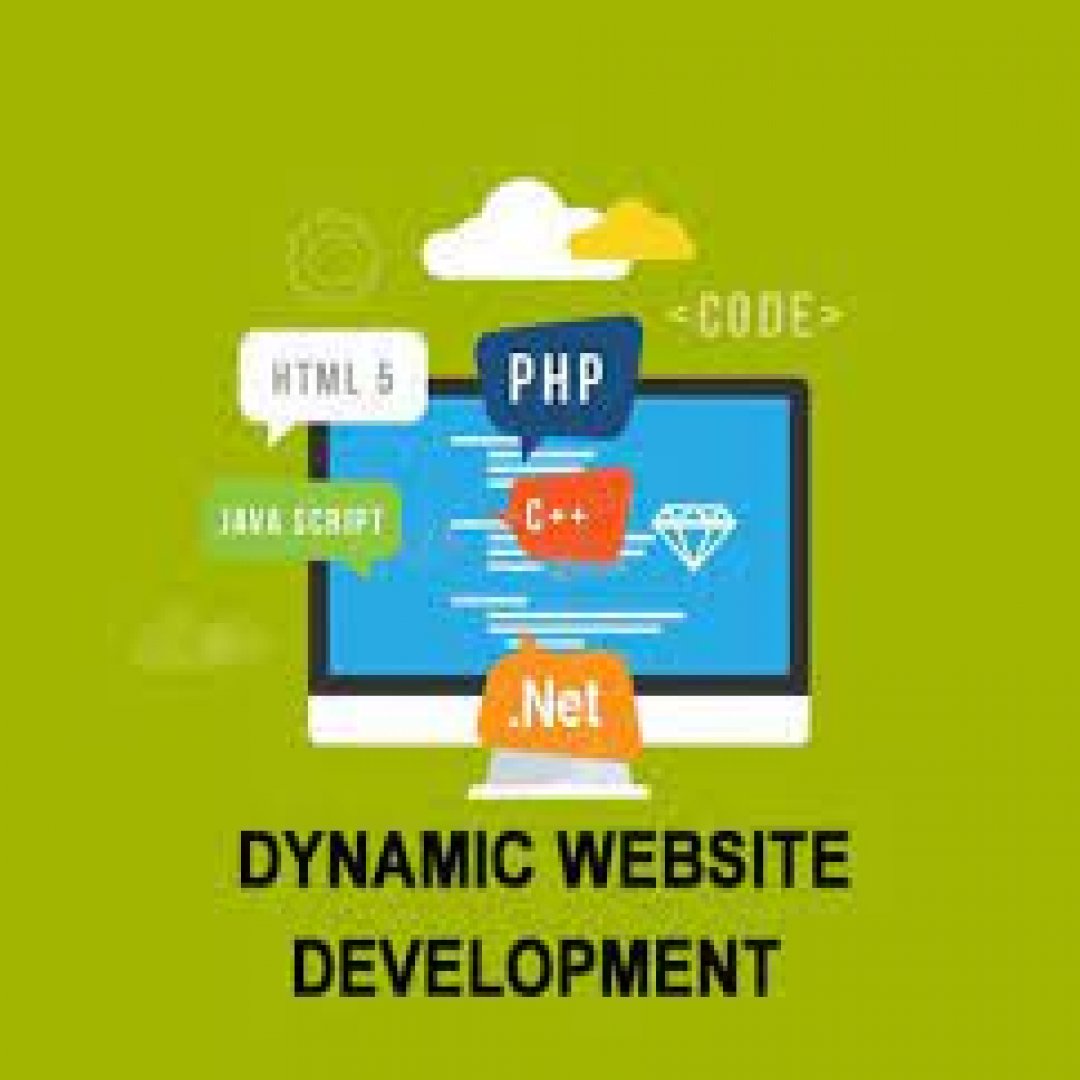 <CODE>
HTML 5
PHP
JAVA SCRIPT
C++
.Net
DYNAMIC WEBSITE
DEVELOPMENT